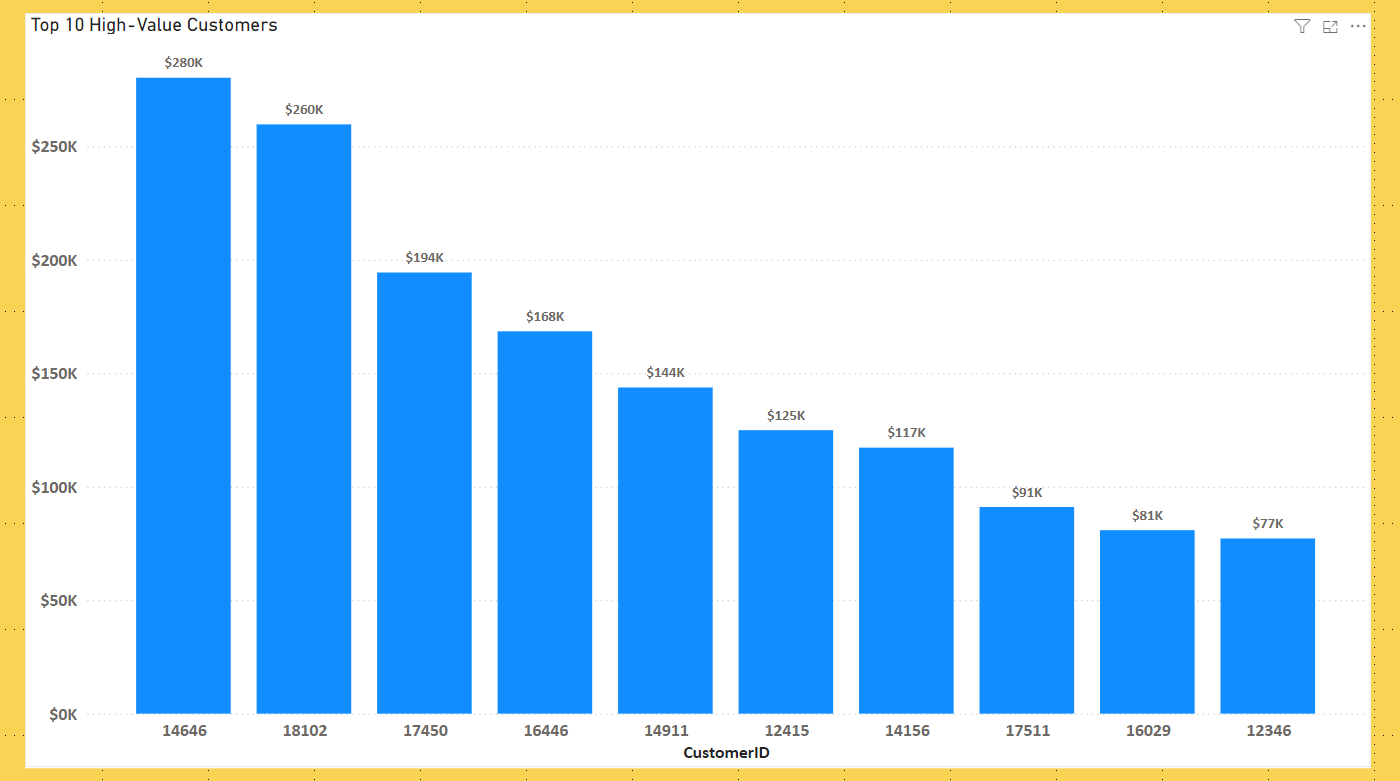 Top 10 High-Value Customers
$280K
$260K
$250K
$200K
$194K
$168K
$150K
$144K
$125K
$117K
$100K
$91K
$81K
$77K
$50K
$0K
14646 18102 17450 16446 14911 12415 14156 17511 16029 12346
CustomerID